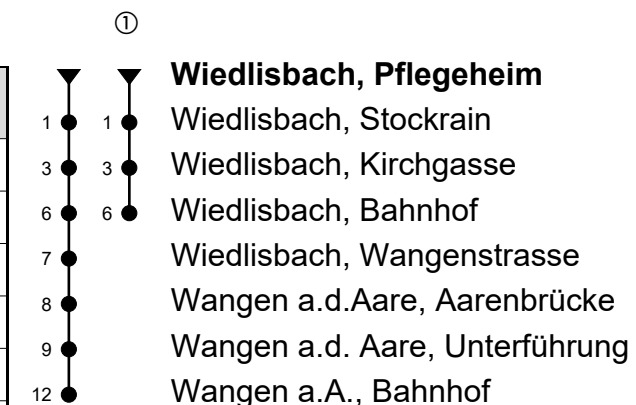 ①
Wiedlisbach, Pflegeheim
1 1 Wiedlisbach, Stockrain
3 3 Wiedlisbach, Kirchgasse
6 6 Wiedlisbach, Bahnhof
7 Wiedlisbach, Wangenstrasse
8 Wangen a.d.Aare, Aarenbrücke
9 Wangen a.d. Aare, Unterführung
12 Wangen a.A., Bahnhof